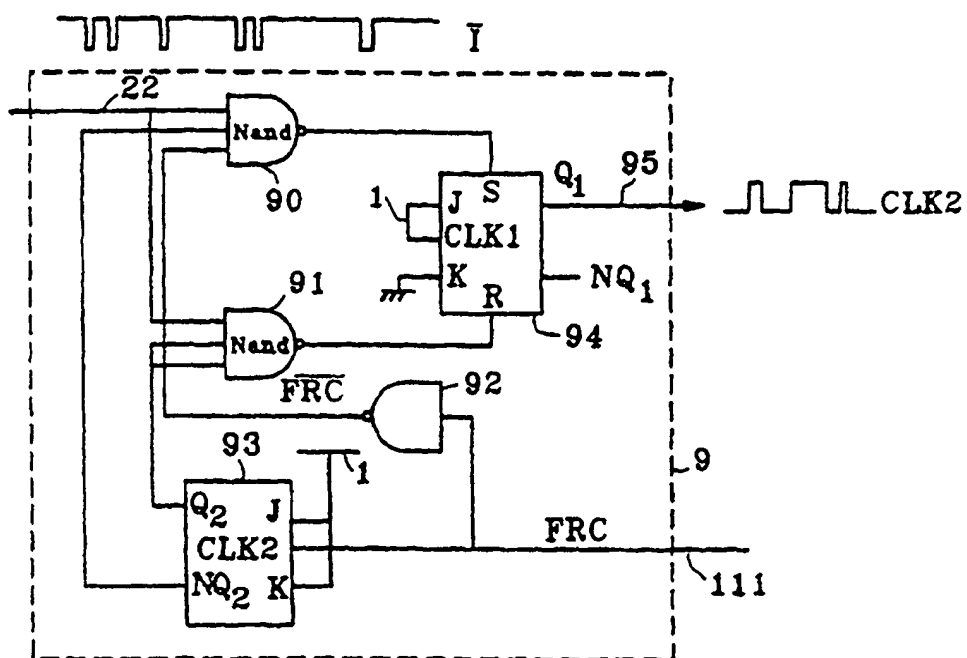 Ī
22
Nand
90
S
Q₁
95
J
1
CLK1
CLK2
K
NQ₁
R
91
94
Nand
F̅R̅C̅
92
93
1
9
Q₂
J
FRC
CLK2
NQ₂
K
111